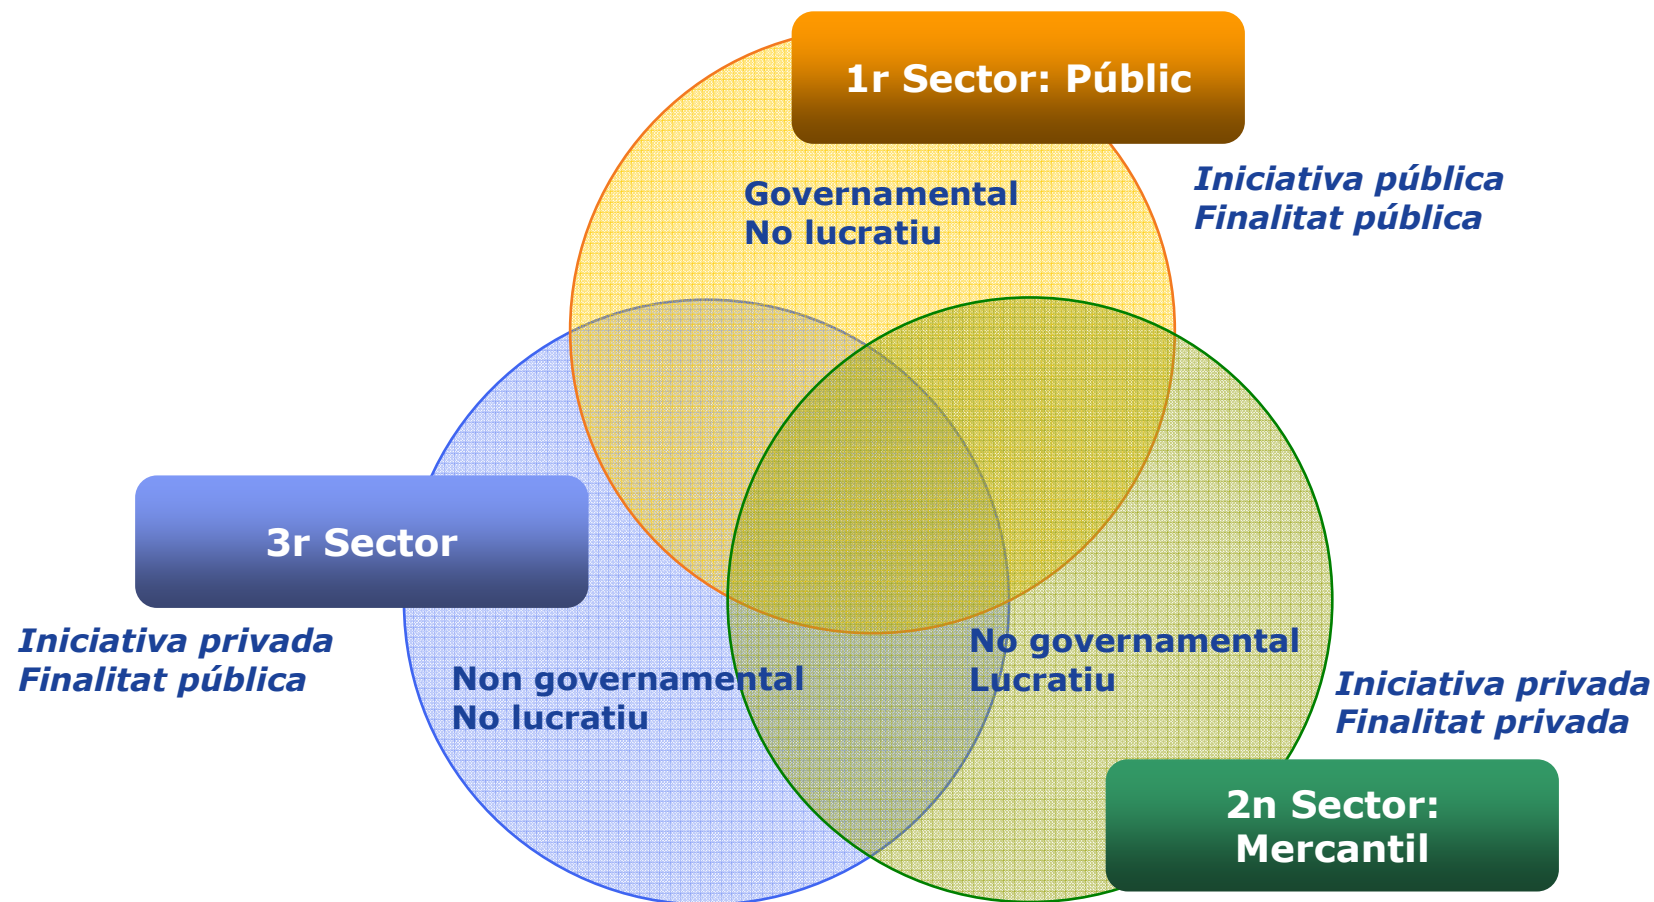 1r Sector: Públic
Iniciativa pública
Finalitat pública
Governamental
No lucratiu
3r Sector
Iniciativa privada
Finalitat pública
Non governamental
No lucratiu
No governamental
Lucratiu
Iniciativa privada
Finalitat privada
2n Sector:
Mercantil